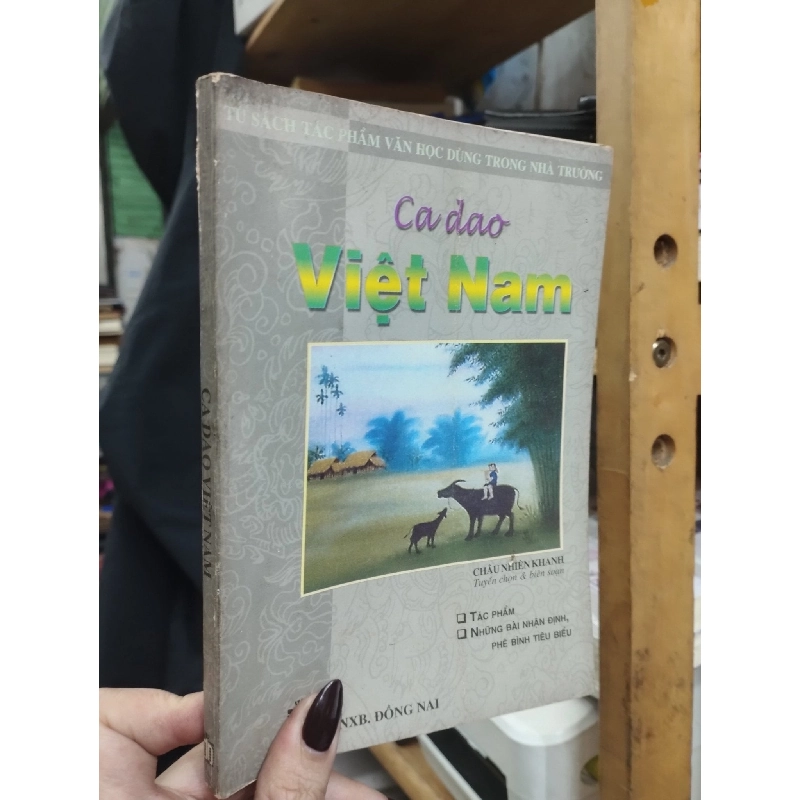 TỦ SÁCH TÁC PHẨM VĂN HỌC DÙNG TRONG NHÀ TRƯỜNG
Ca dao
Việt Nam
CHÂU NHIÊN KHANH
Tuyển chọn & biên soạn
❑ TÁC PHẨM
❑ NHỮNG BÀI NHẬN ĐỊNH,
PHÊ BÌNH TIÊU BIỂU
NXB. ĐỒNG NAI
CA DAO VIỆT NAM